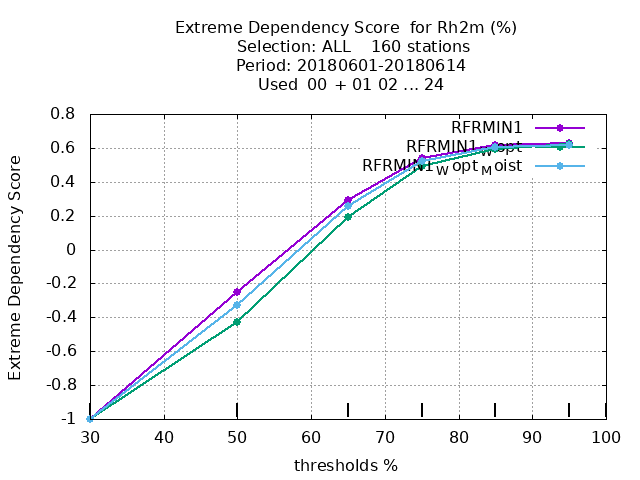 Extreme Dependency Score for Rh2m (%)
Selection: ALL 160 stations
Period: 20180601-20180614
Used 00 + 01 02 ... 24
Extreme Dependency Score
0.8
0.6
0.4
0.2
0
-0.2
-0.4
-0.6
-0.8
-1
RFRMIN1
RFRMIN1Wopt
RFRMIN1WoptMoist
30 40 50 60 70 80 90 100
thresholds %